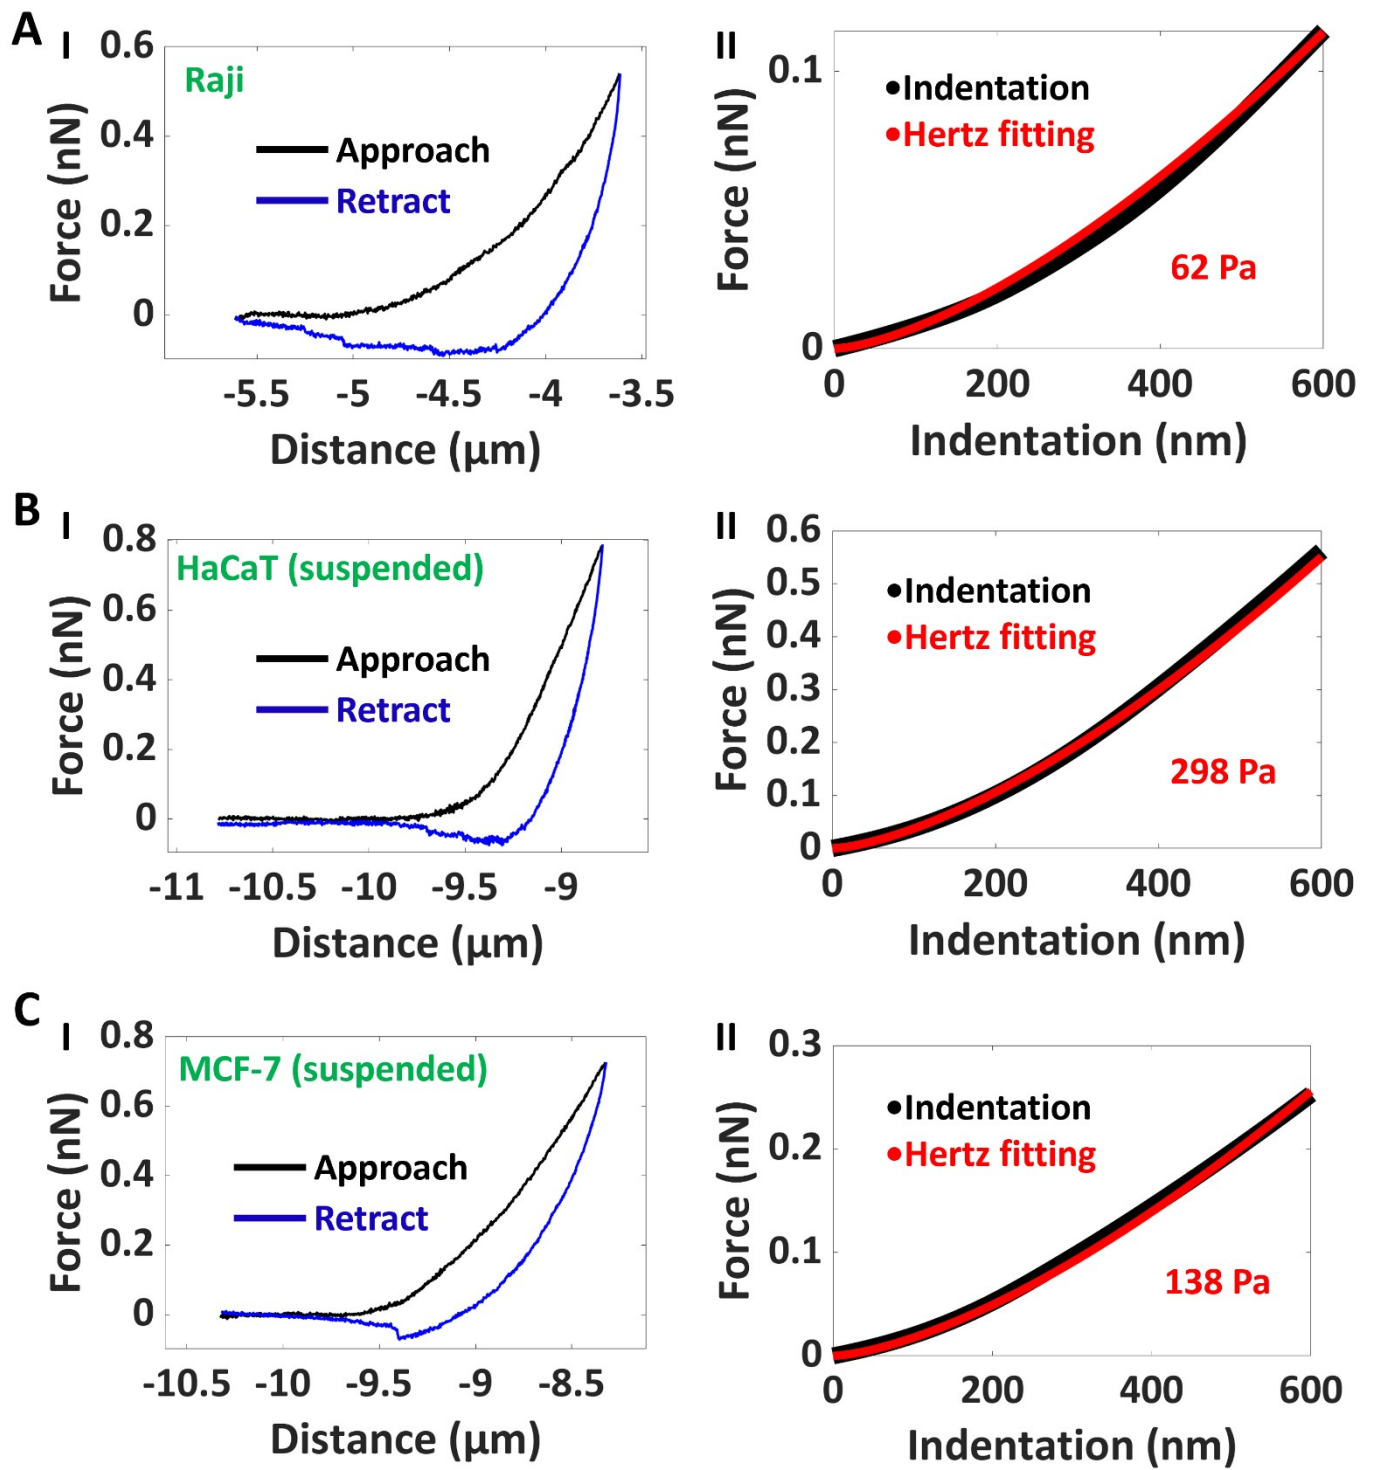 A
I
0.6
0.4
0.2
0
Force (nN)
Raji
Approach
Retract
-5.5 -5 -4.5 -4 -3.5
Distance (µm)
II
0.1
0
Force (nN)
Indentation
Hertz fitting
62 Pa
0 200 400 600
Indentation (nm)
B
I
0.8
0.6
0.4
0.2
0
Force (nN)
HaCaT (suspended)
Approach
Retract
-11 -10.5 -10 -9.5 -9
Distance (µm)
II
0.6
0.5
0.4
0.3
0.2
0.1
0
Force (nN)
Indentation
Hertz fitting
298 Pa
0 200 400 600
Indentation (nm)
C
I
0.8
0.6
0.4
0.2
0
Force (nN)
MCF-7 (suspended)
Approach
Retract
-10.5 -10 -9.5 -9 -8.5
Distance (µm)
II
0.3
0.2
0.1
0
Force (nN)
Indentation
Hertz fitting
138 Pa
0 200 400 600
Indentation (nm)